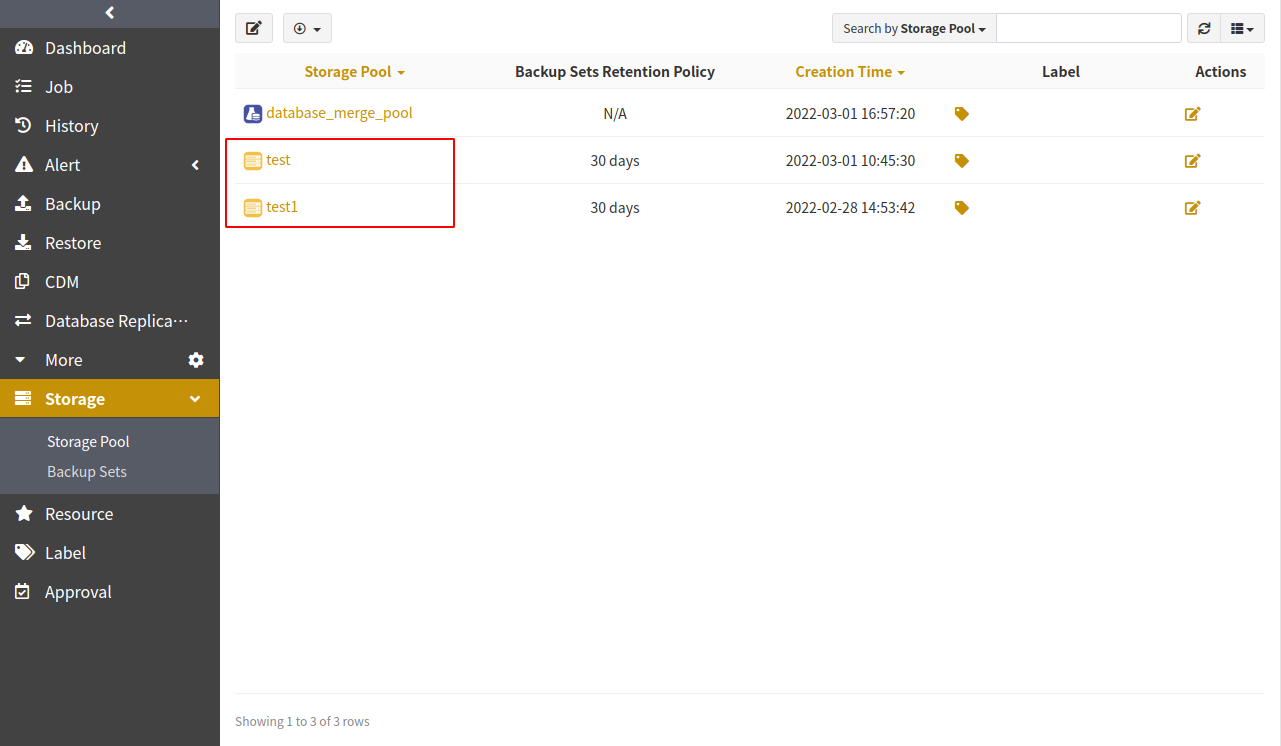 Dashboard
Job
History
Alert
Backup
Restore
CDM
Database Replica···
More
Storage
Storage Pool
Backup Sets
Resource
Label
Approval
Search by Storage Pool
Storage Pool Backup Sets Retention Policy Creation Time Label Actions
database_merge_pool N/A 2022-03-01 16:57:20
test 30 days 2022-03-01 10:45:30
test1 30 days 2022-02-28 14:53:42
Showing 1 to 3 of 3 rows